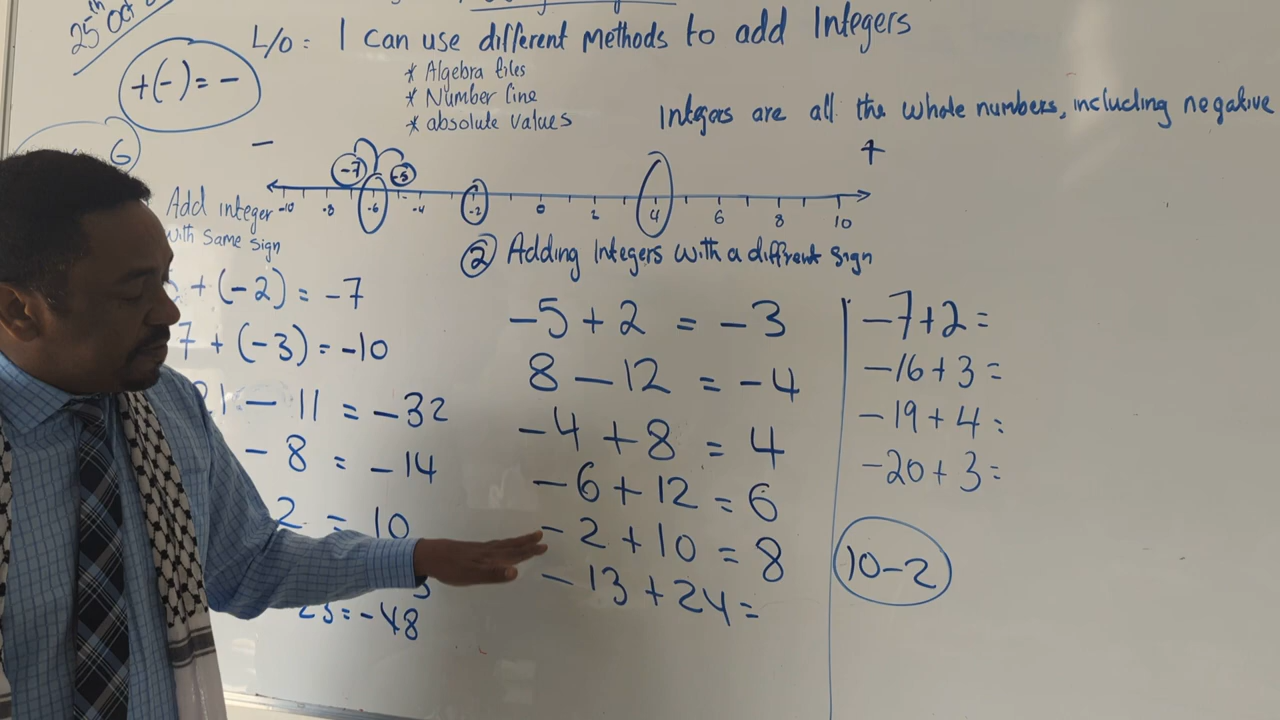 25th Oct
L/O: I can use different methods to add Integers
+(-) = -
* Algebra tiles
* Number line
* absolute values
Integers are all the whole numbers, including negative
6
- +
-7 -5
-10 -8 -6 -4 -2 0 2 4 6 8 10
Add integer
with same sign
+ (-2) = -7
7 + (-3) = -10
- 11 = -32
- 8 = -14
2 = 10
23 = -48
② Adding Integers with a diffrent sign
-5 + 2 = -3
8 - 12 = -4
-4 + 8 = 4
-6 + 12 = 6
-2 + 10 = 8
-13 + 24 =
-7+2 =
-16 + 3 =
-19 + 4 =
-20 + 3 =
10-2